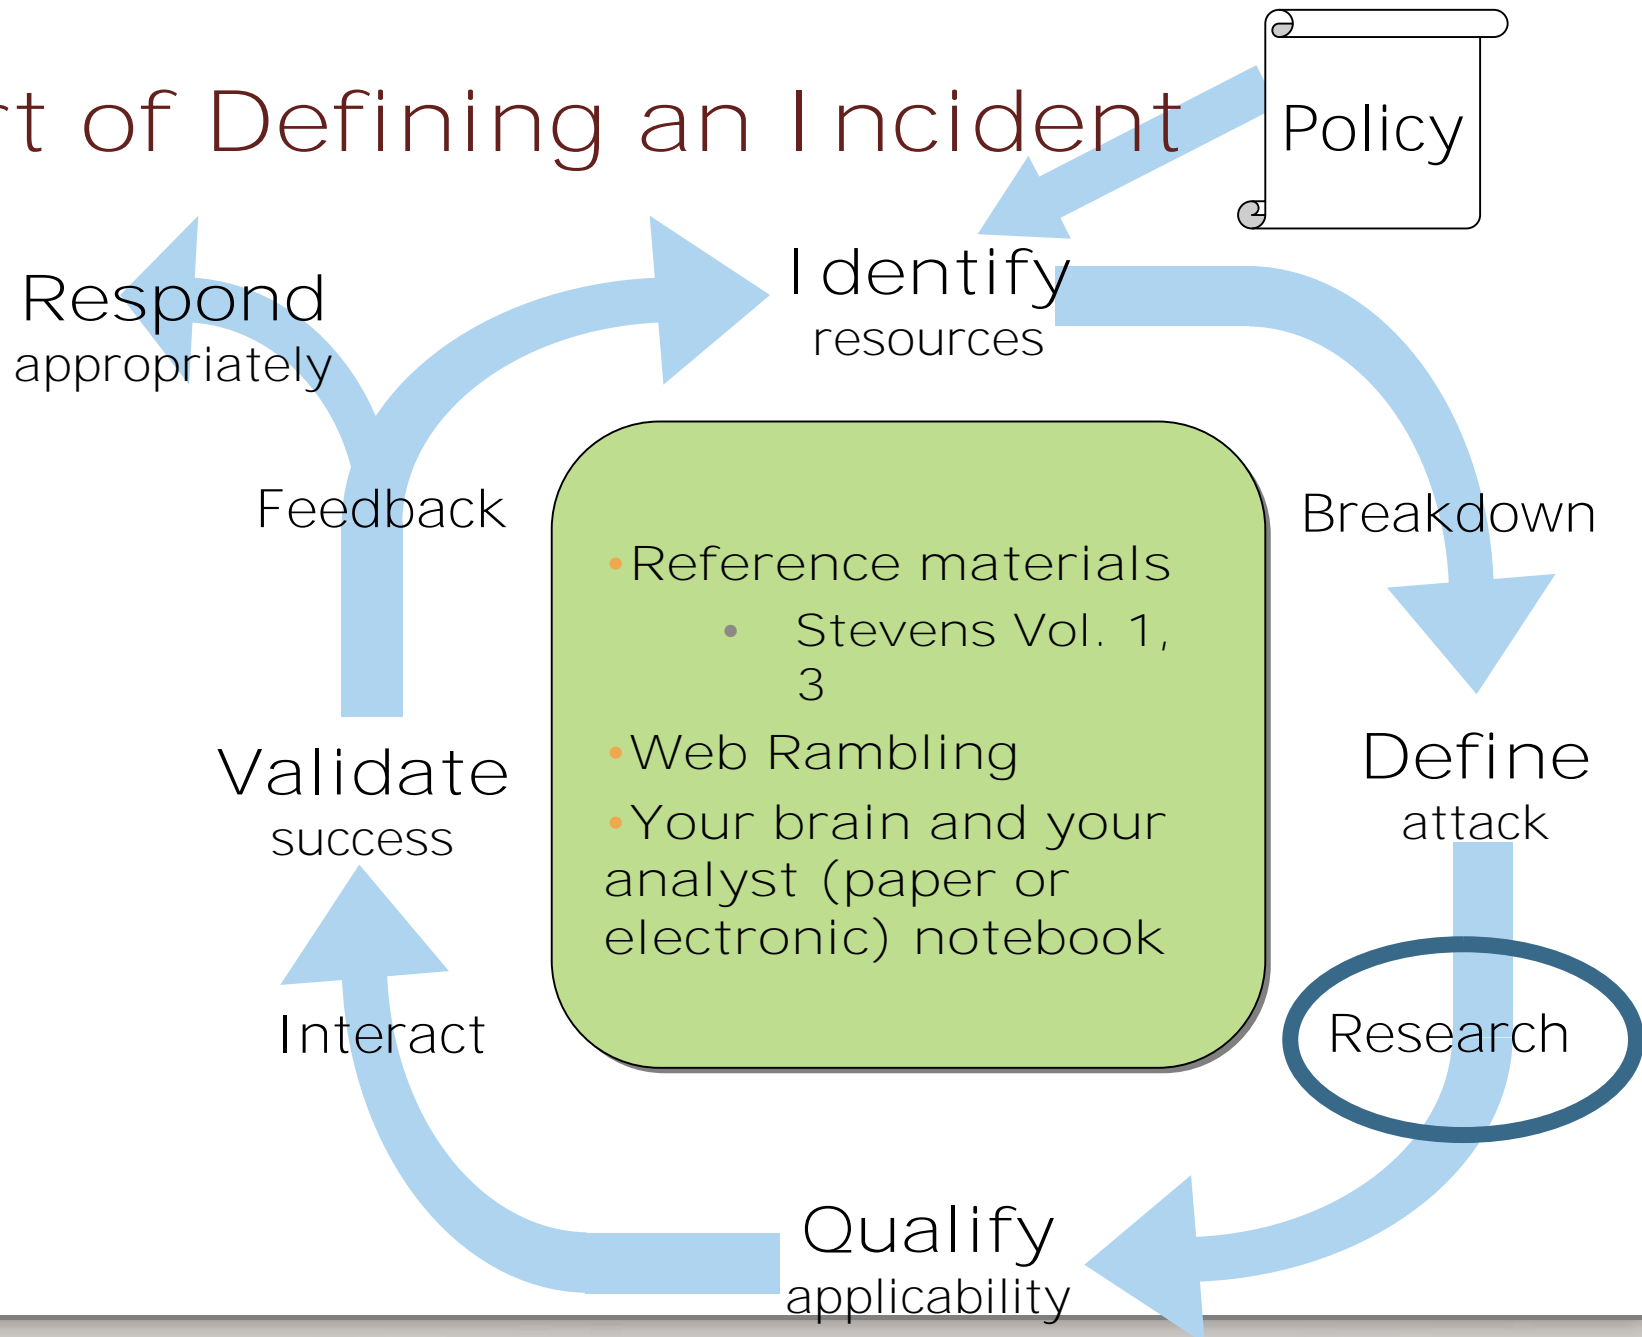 rt of Defining an Incident
Policy
Respond
appropriately
Identify
resources
Feedback
Breakdown
•Reference materials
• Stevens Vol. 1,
3
•Web Rambling
•Your brain and your
analyst (paper or
electronic) notebook
Validate
success
Define
attack
Interact
Research
Qualify
applicability